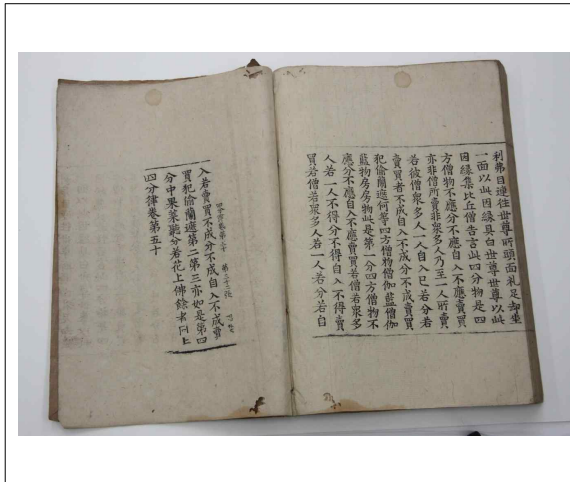 利弗目連往世尊所頭面礼足却坐
一面以此因緣具白世尊世尊以此
因緣集比丘僧告言此四分物是四
方僧物不應分不應自入不應賣買
亦非僧所賣非衆多人乃至一人所賣
若彼僧衆多人一人自入巳若分若
賣買者不成自入不成分不成賣買
犯偷蘭遮何等四方僧物僧伽藍僧伽
藍物房房物此是第一分四方僧物不
應分不應自入不應賣買若僧若衆多
人若一人不得分不得自入不得賣
買若僧若衆多人若一人若分若自
四分律卷第五十
入若賣買不成分不成自入不成賣
買犯偷蘭遮第二第三亦如是第四
分中果菜聽分若花上佛餘者同上
四分律卷第五十